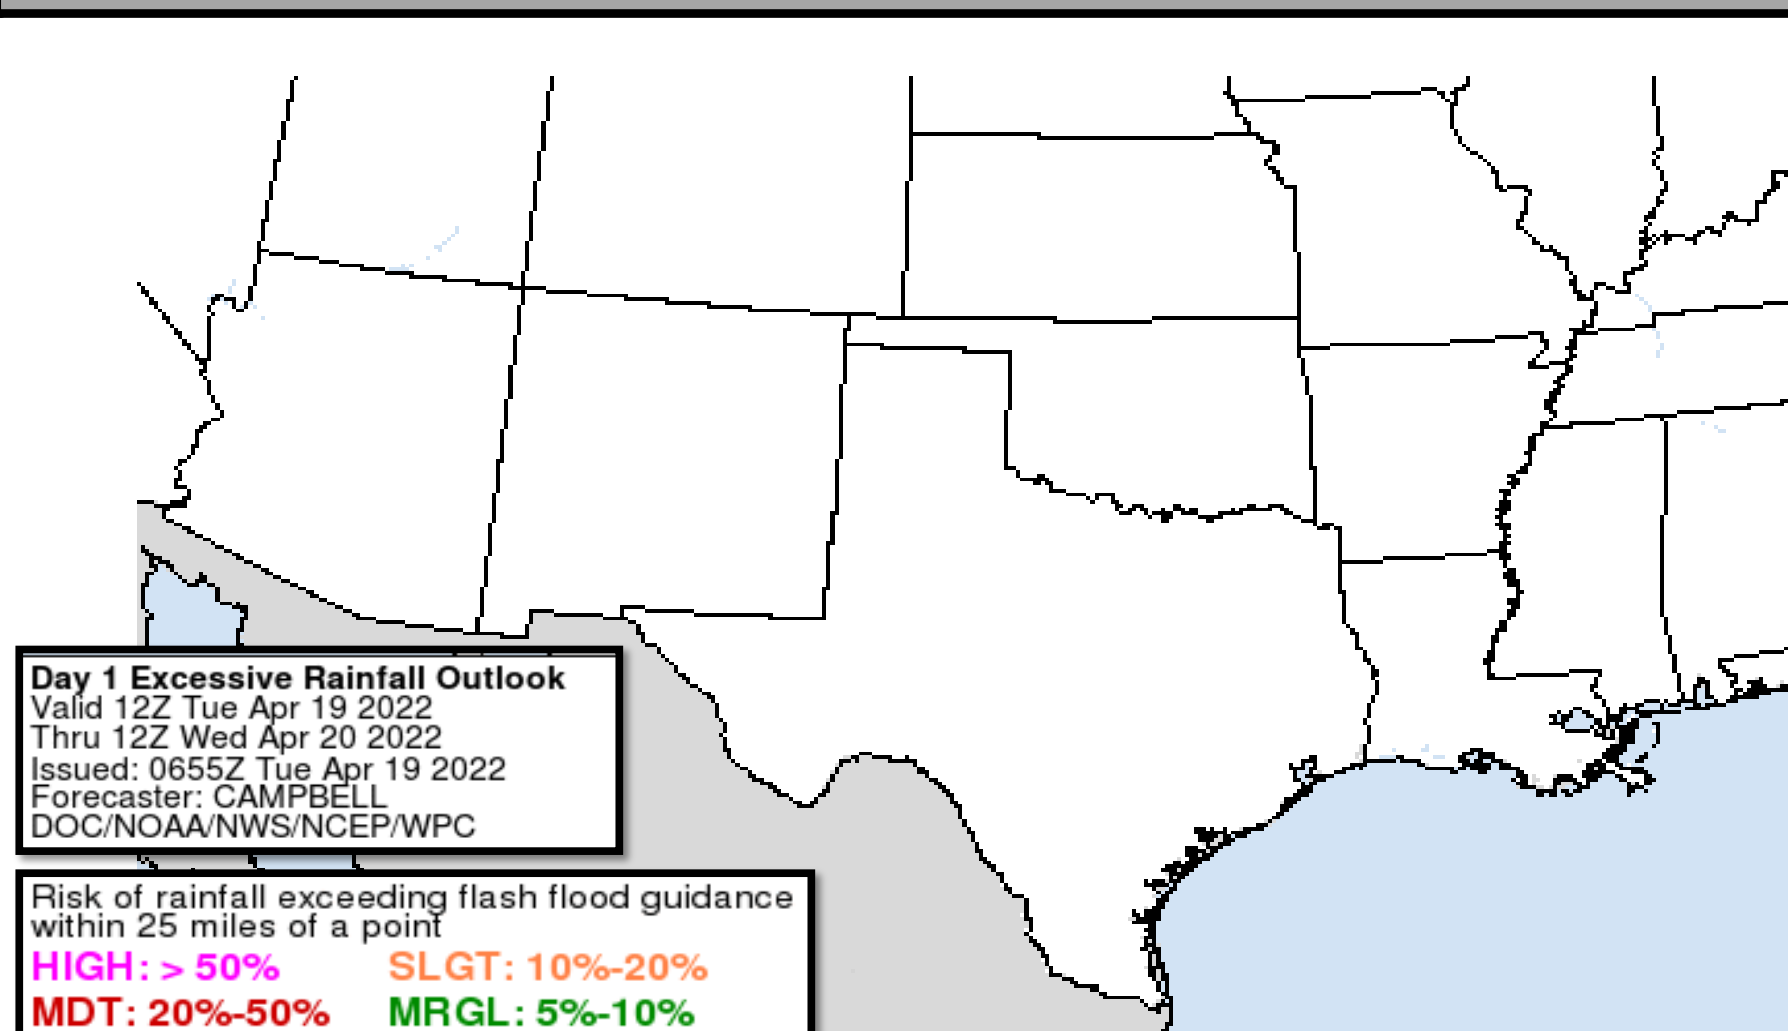 Day 1 Excessive Rainfall Outlook
Valid 12Z Tue Apr 19 2022
Thru 12Z Wed Apr 20 2022
Issued: 0655Z Tue Apr 19 2022
Forecaster: CAMPBELL
DOC/NOAA/NWS/NCEP/WPC
Risk of rainfall exceeding flash flood guidance
within 25 miles of a point
HIGH: > 50% SLGT: 10%-20%
MDT: 20%-50% MRGL: 5%-10%